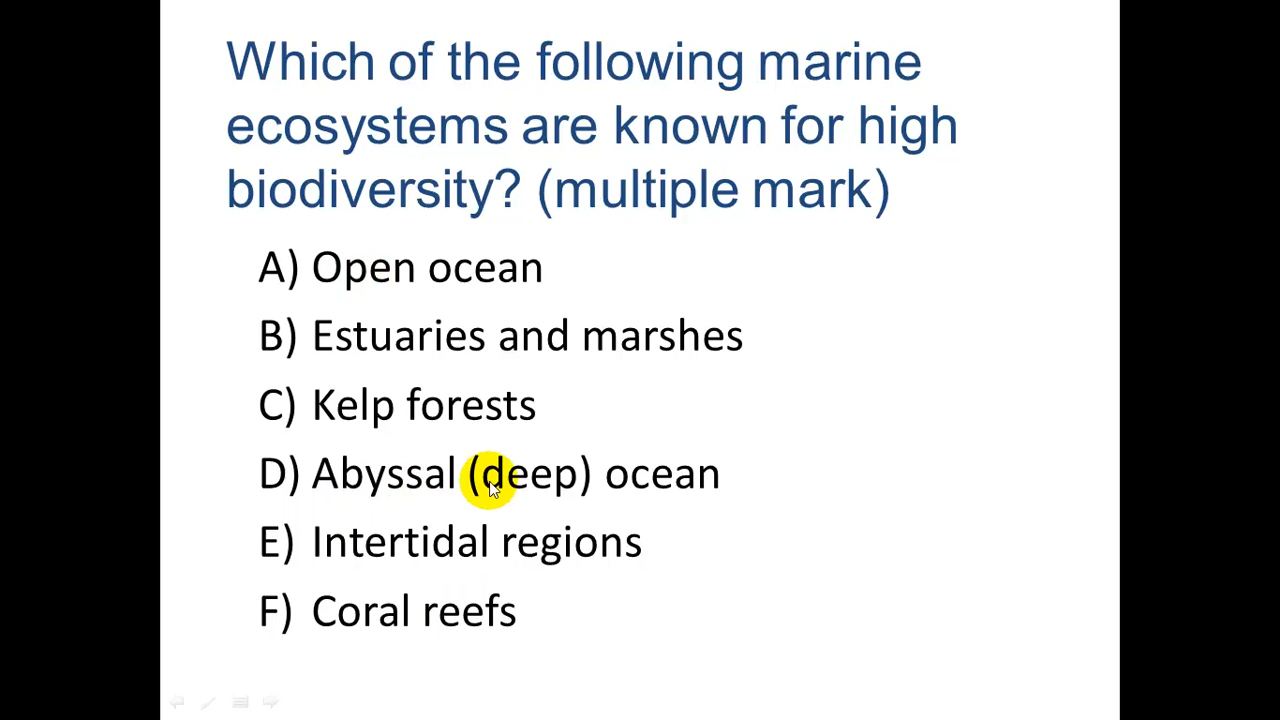 Which of the following marine
ecosystems are known for high
biodiversity? (multiple mark)
A) Open ocean
B) Estuaries and marshes
C) Kelp forests
D) Abyssal (deep) ocean
E) Intertidal regions
F) Coral reefs